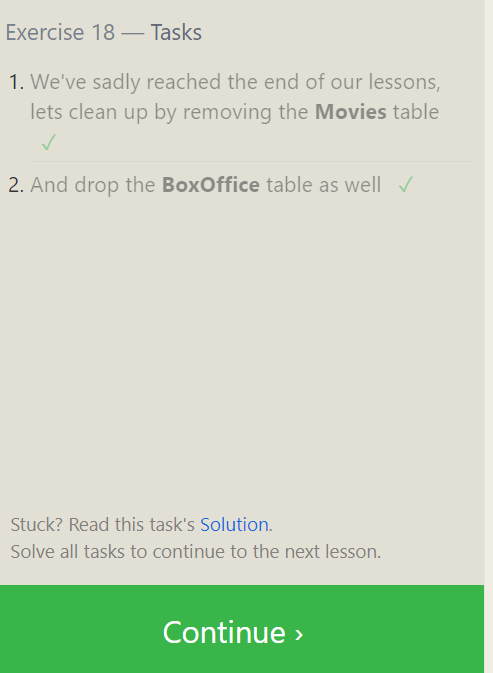 Exercise 18 — Tasks
1. We've sadly reached the end of our lessons,
lets clean up by removing the Movies table
✓
2. And drop the BoxOffice table as well ✓
Stuck? Read this task's Solution.
Solve all tasks to continue to the next lesson.
Continue ›